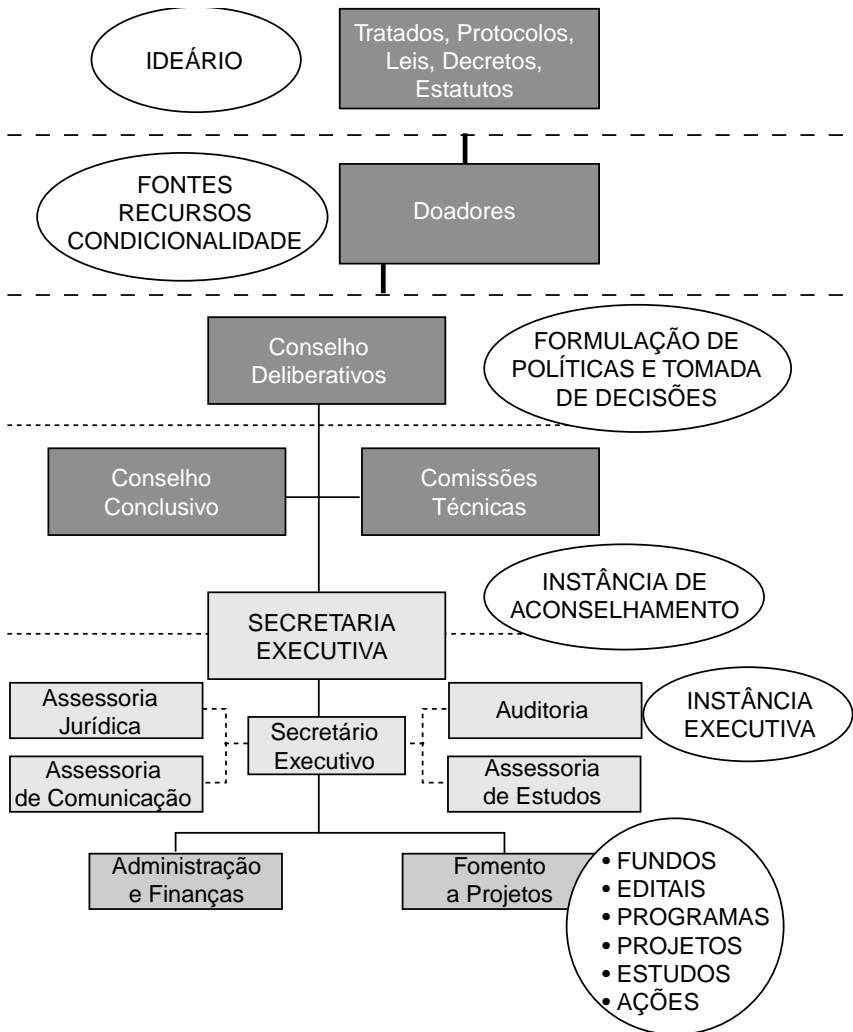 IDEÁRIO
Tratados, Protocolos,
Leis, Decretos,
Estatutos
FONTES
RECURSOS
CONDICIONALIDADE
Doadores
Conselho
Deliberativos
FORMULAÇÃO DE
POLÍTICAS E TOMADA
DE DECISÕES
Conselho
Conclusivo
Comissões
Técnicas
INSTÂNCIA DE
ACONSELHAMENTO
SECRETARIA
EXECUTIVA
Assessoria
Jurídica
Secretário
Executivo
Auditoria
INSTÂNCIA
EXECUTIVA
Assessoria
de Comunicação
Assessoria
de Estudos
Administração
e Finanças
Fomento
a Projetos
• FUNDOS
• EDITAIS
• PROGRAMAS
• PROJETOS
• ESTUDOS
• AÇÕES